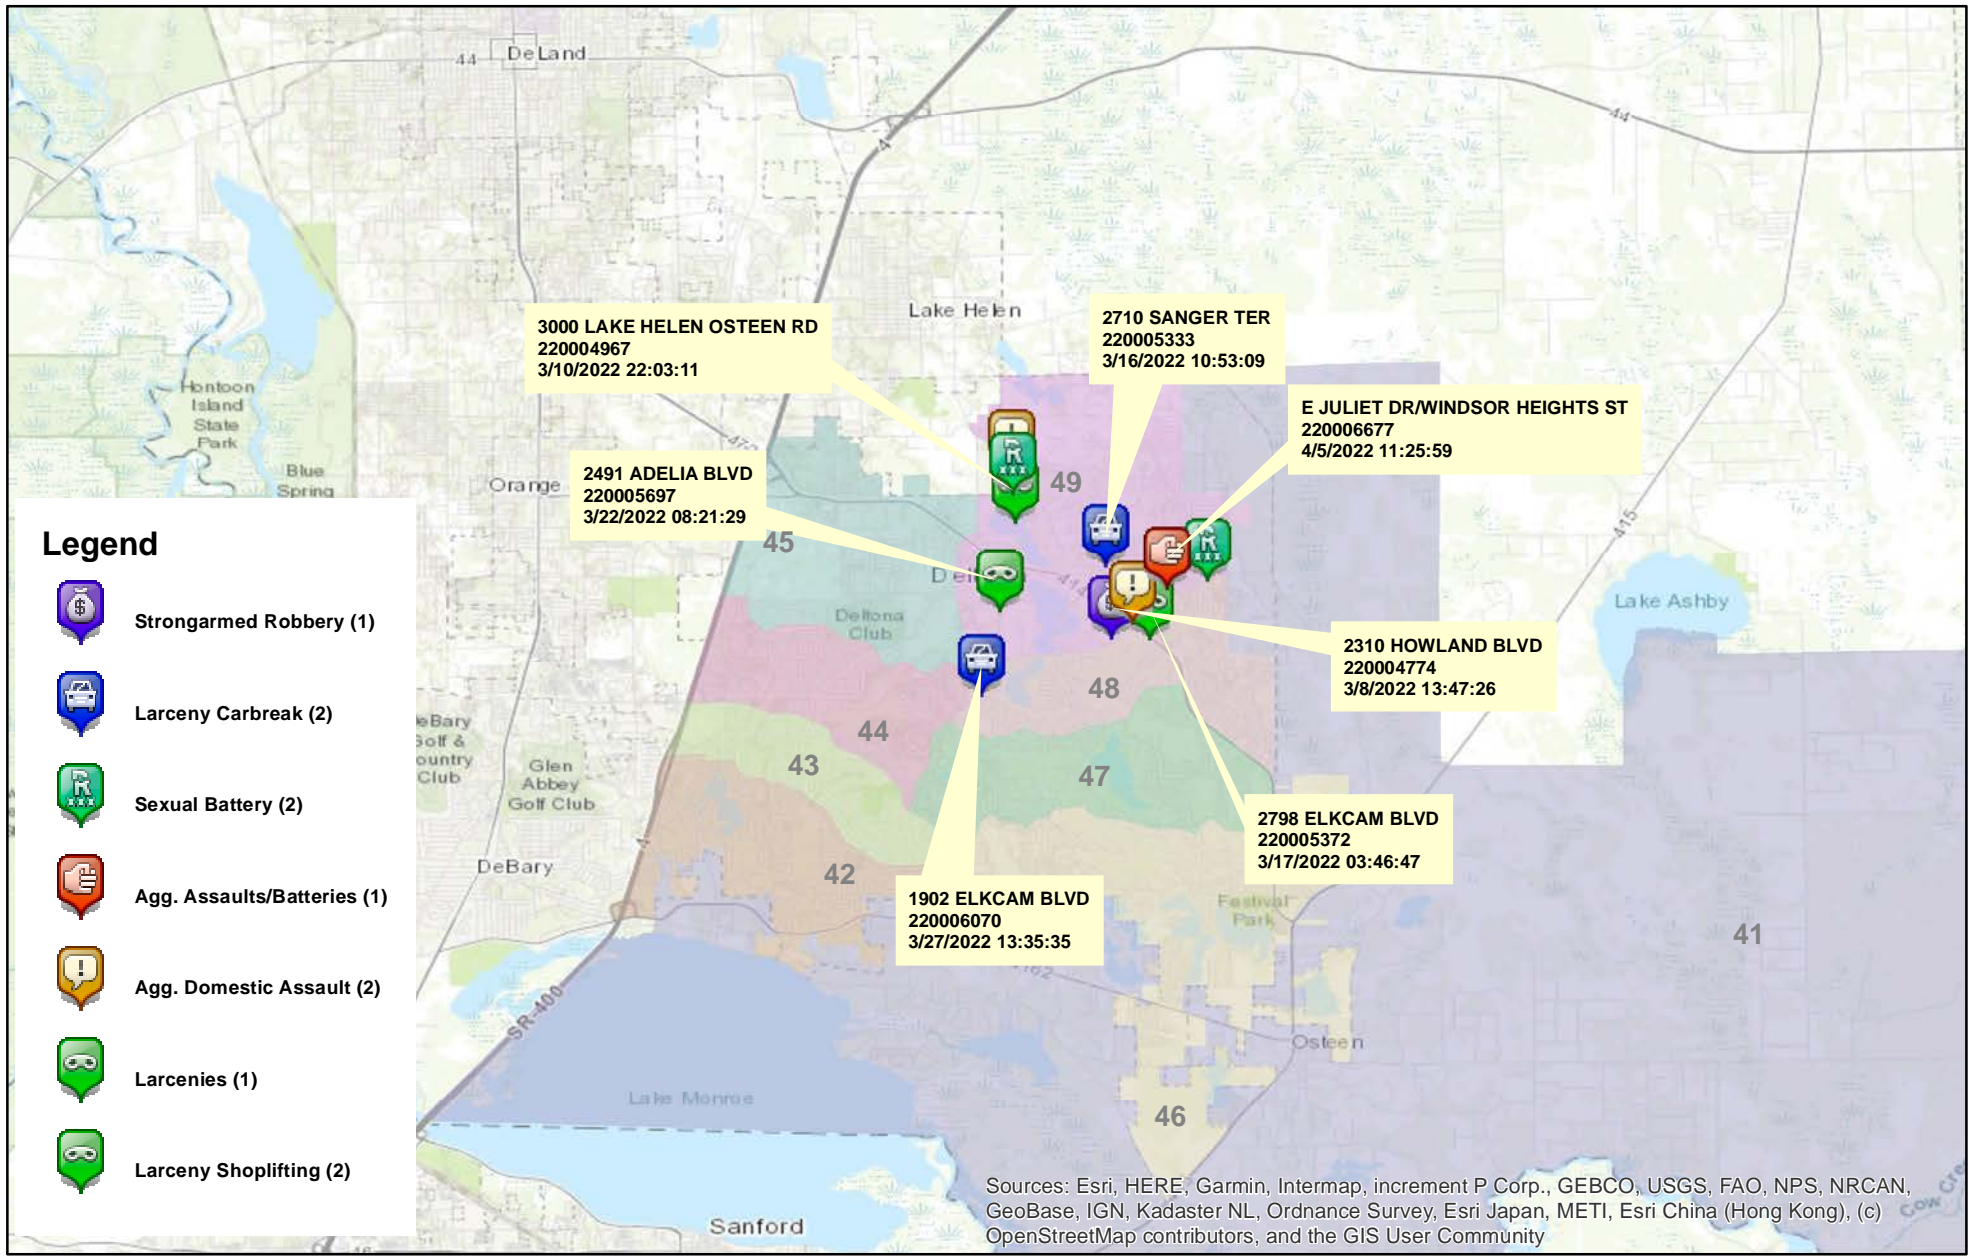 44
DeLand
44
4
Lake Helen
3000 LAKE HELEN OSTEEN RD
220004967
3/10/2022 22:03:11
2710 SANGER TER
220005333
3/16/2022 10:53:09
E JULIET DR/WINDSOR HEIGHTS ST
220006677
4/5/2022 11:25:59
Hontoon
Island
State
Park
472
Blue
Spring
Orange
2491 ADELIA BLVD
220005697
3/22/2022 08:21:29
49
45
415
Deltona
Club
Lake Ashby
2310 HOWLAND BLVD
220004774
3/8/2022 13:47:26
48
44
43
47
Glen
Abbey
Golf Club
2798 ELKCAM BLVD
220005372
3/17/2022 03:46:47
DeBary
42
4
1902 ELKCAM BLVD
220006070
3/27/2022 13:35:35
Festival
Park
41
SR-400
Osteen
Lake Monroe
46
Sanford
Legend
Strongarmed Robbery (1)
Larceny Carbreak (2)
Sexual Battery (2)
Agg. Assaults/Batteries (1)
Agg. Domestic Assault (2)
Larcenies (1)
Larceny Shoplifting (2)
Sources: Esri, HERE, Garmin, Intermap, increment P Corp., GEBCO, USGS, FAO, NPS, NRCAN,
GeoBase, IGN, Kadaster NL, Ordnance Survey, Esri Japan, METI, Esri China (Hong Kong), (c)
OpenStreetMap contributors, and the GIS User Community